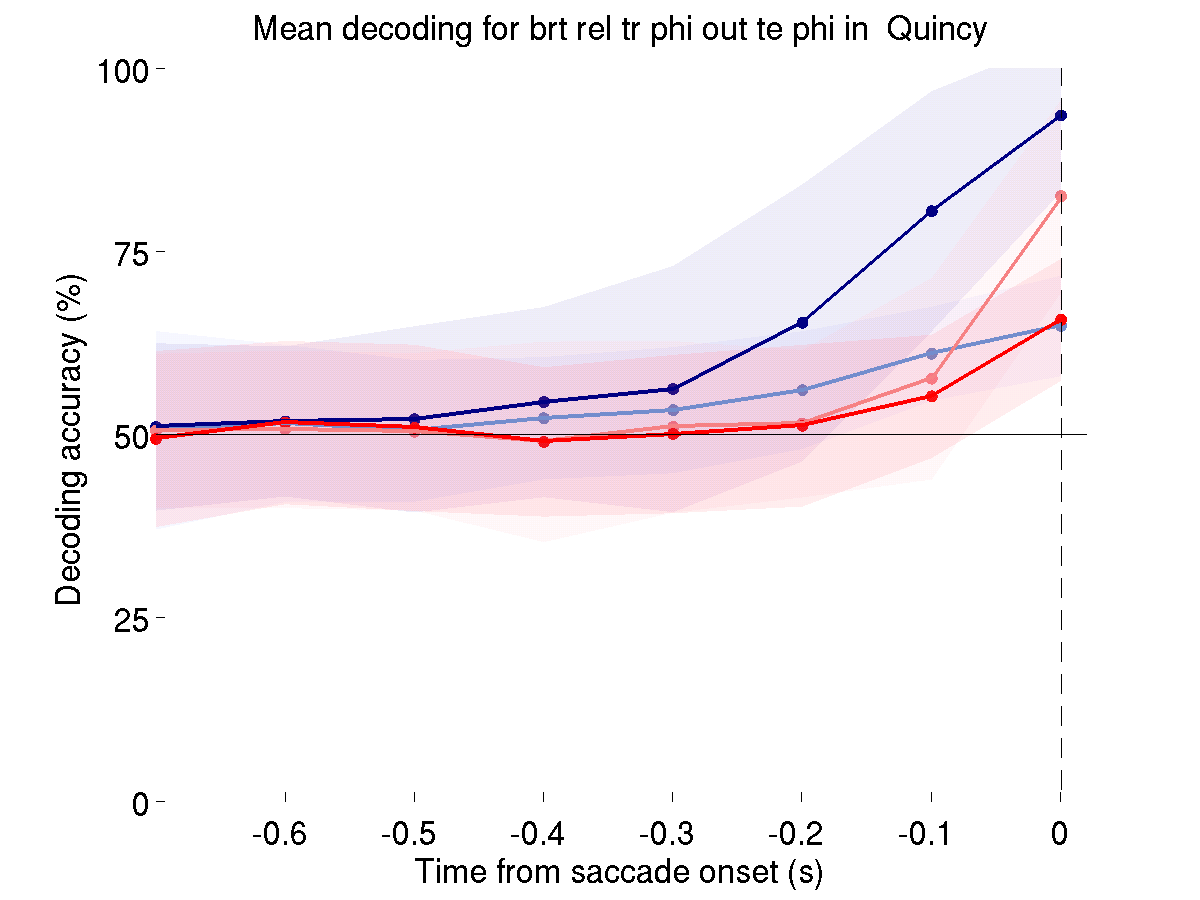 Mean decoding for brt rel tr phi out te phi in  Quincy
100
75
50
25
0
Decoding accuracy (%)
-0.6 -0.5 -0.4 -0.3 -0.2 -0.1 0
Time from saccade onset (s)